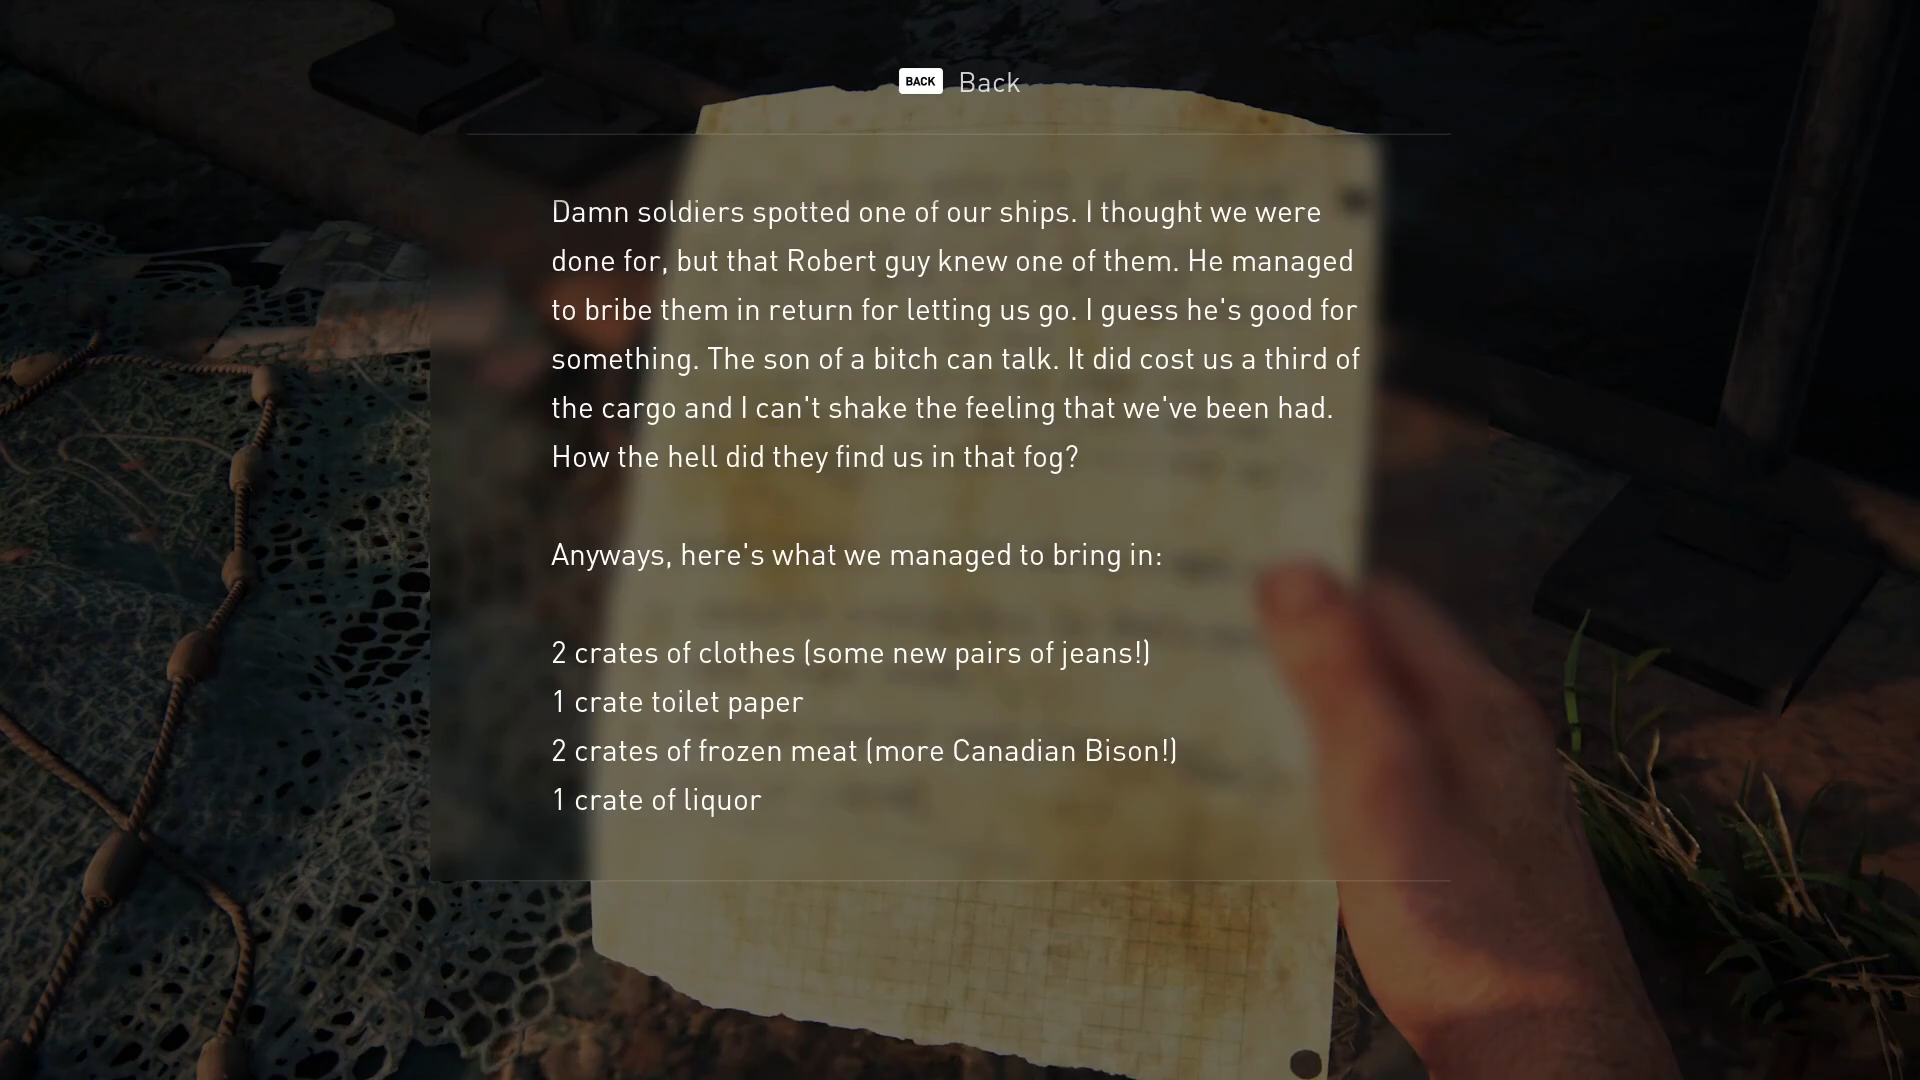 BACK Back
Damn soldiers spotted one of our ships. I thought we were
done for, but that Robert guy knew one of them. He managed
to bribe them in return for letting us go. I guess he's good for
something. The son of a bitch can talk. It did cost us a third of
the cargo and I can't shake the feeling that we've been had.
How the hell did they find us in that fog?
Anyways, here's what we managed to bring in:
2 crates of clothes (some new pairs of jeans!)
1 crate toilet paper
2 crates of frozen meat (more Canadian Bison!)
1 crate of liquor